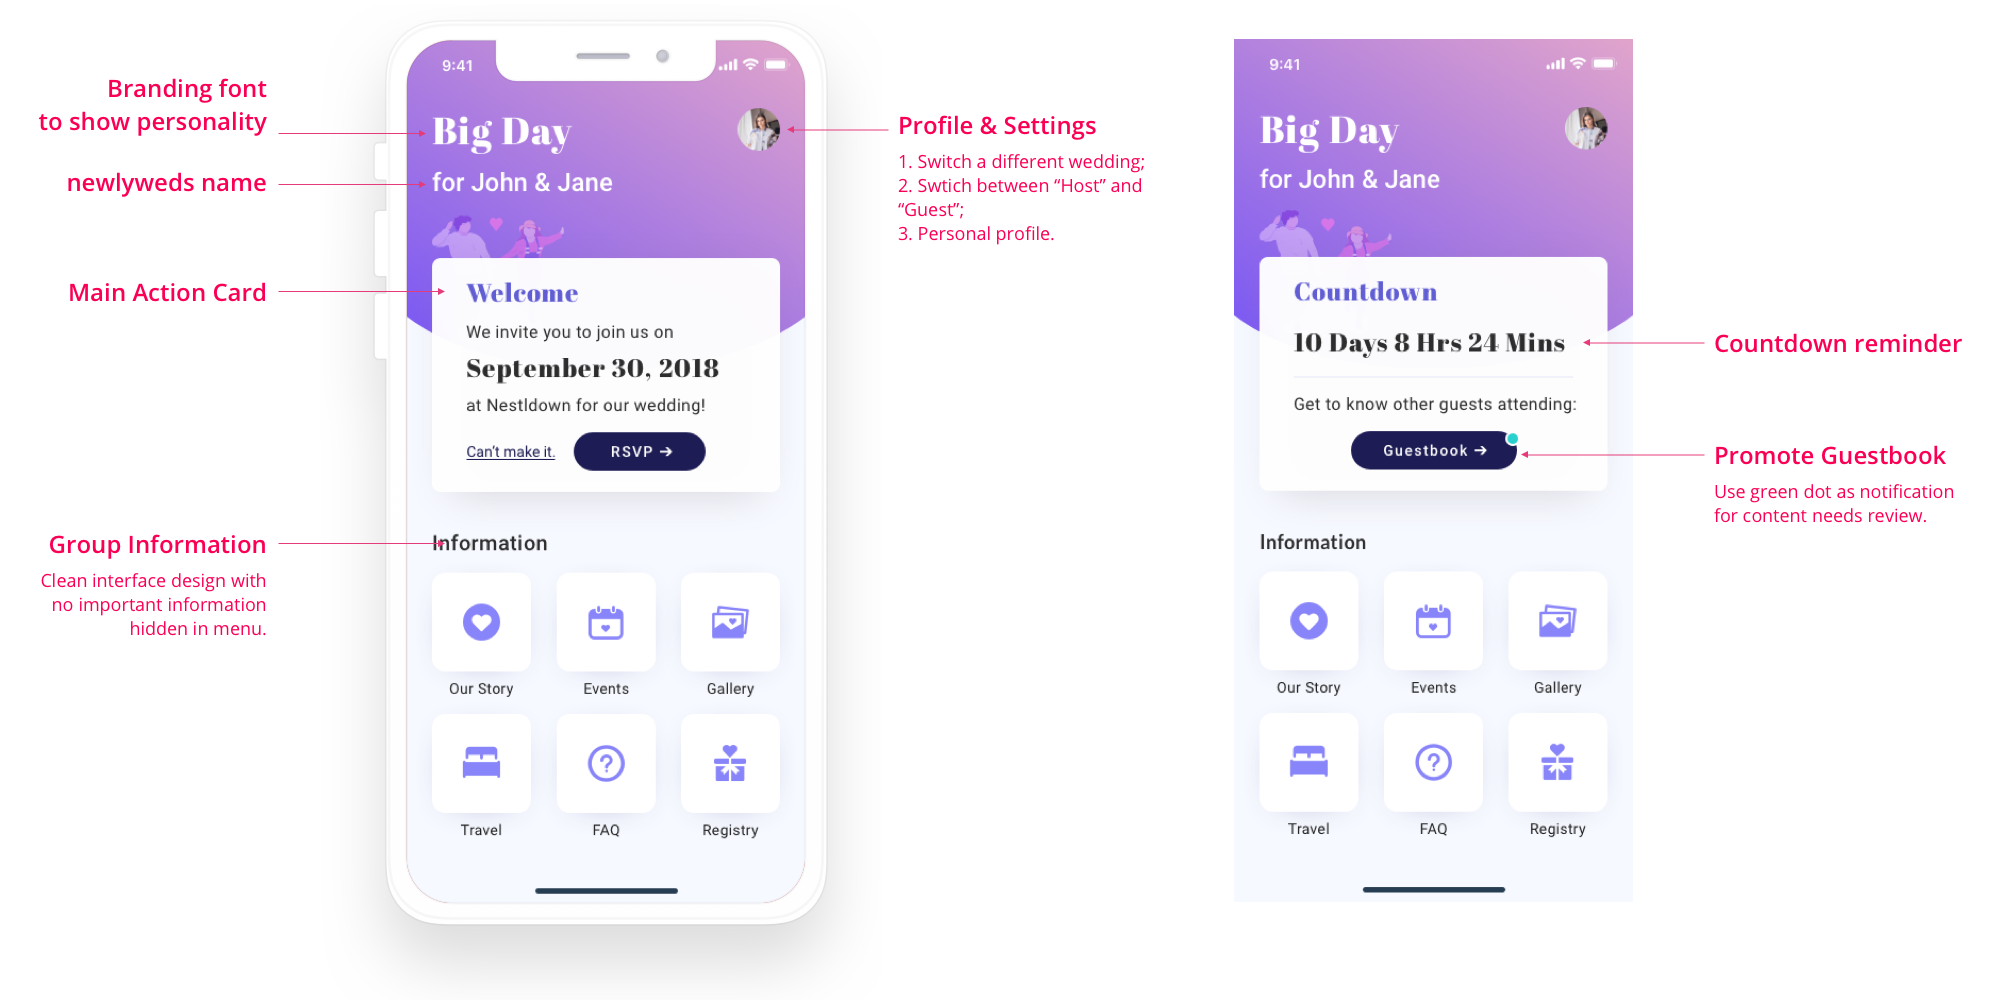 Branding font
to show personality
newlyweds name
Main Action Card
Group Information
Clean interface design with
no important information
hidden in menu.
9:41
Big Day
for John & Jane
Welcome
We invite you to join us on
September 30, 2018
at Nestldown for our wedding!
Can't make it.
RSVP →
Information
Our Story
Events
Gallery
Travel
FAQ
Registry
Profile & Settings
1. Switch a different wedding;
2. Swtich between “Host” and
“Guest”;
3. Personal profile.
9:41
Big Day
for John & Jane
Countdown
10 Days 8 Hrs 24 Mins
Get to know other guests attending:
Guestbook →
Information
Our Story
Events
Gallery
Travel
FAQ
Registry
Countdown reminder
Promote Guestbook
Use green dot as notification
for content needs review.